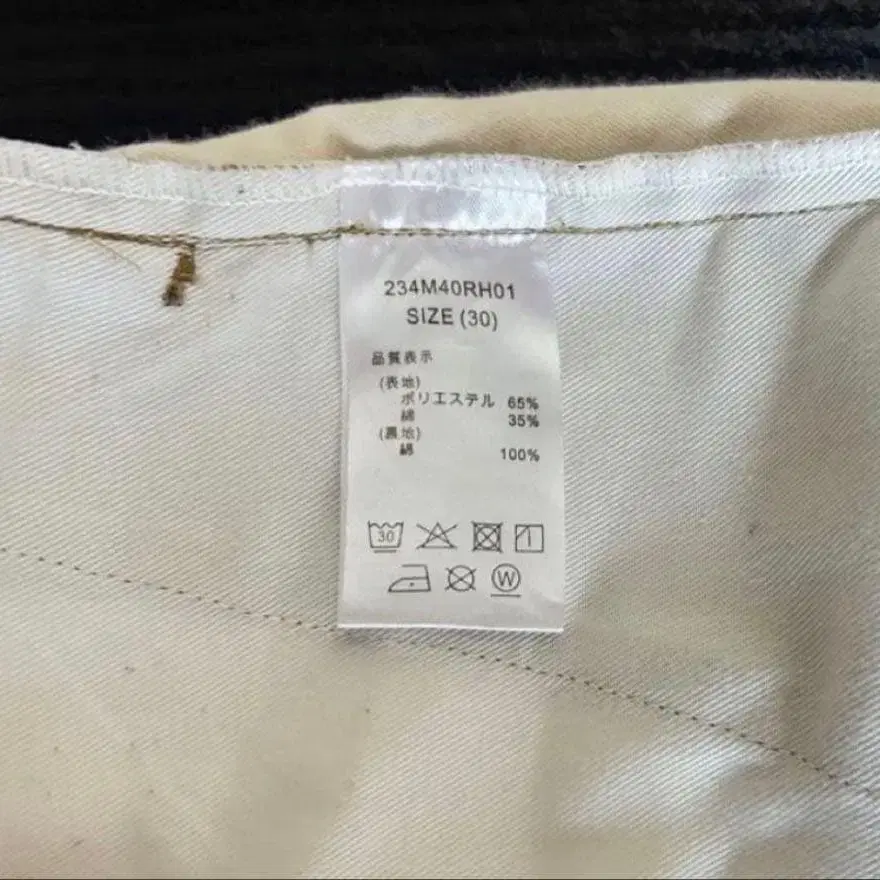 234M40RH01
SIZE (30)
品質表示
(表地)
ポリエステル 65%
綿 35%
(裏地)
綿 100%
30
W